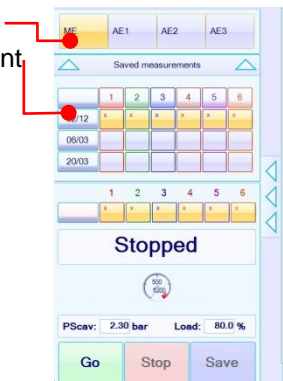 ME AE1 AE2 AE3
nt
Saved measurements
1 2 3 4 5 6
/12 x x x x x x
06/03
20/03
1 2 3 4 5 6
x x x x x x
Stopped
500
1000
PScav: 2.30 bar Load: 80.0 %
Go Stop Save